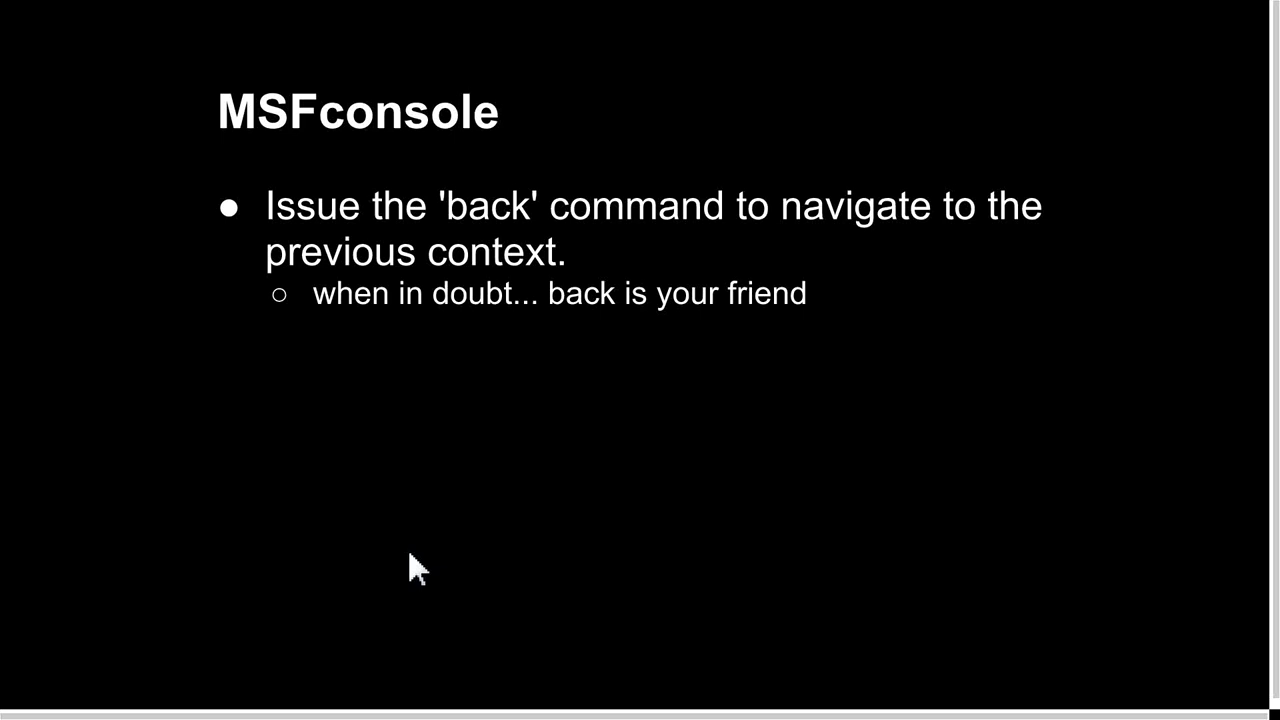 MSFconsole
● Issue the 'back' command to navigate to the
previous context.
○ when in doubt... back is your friend